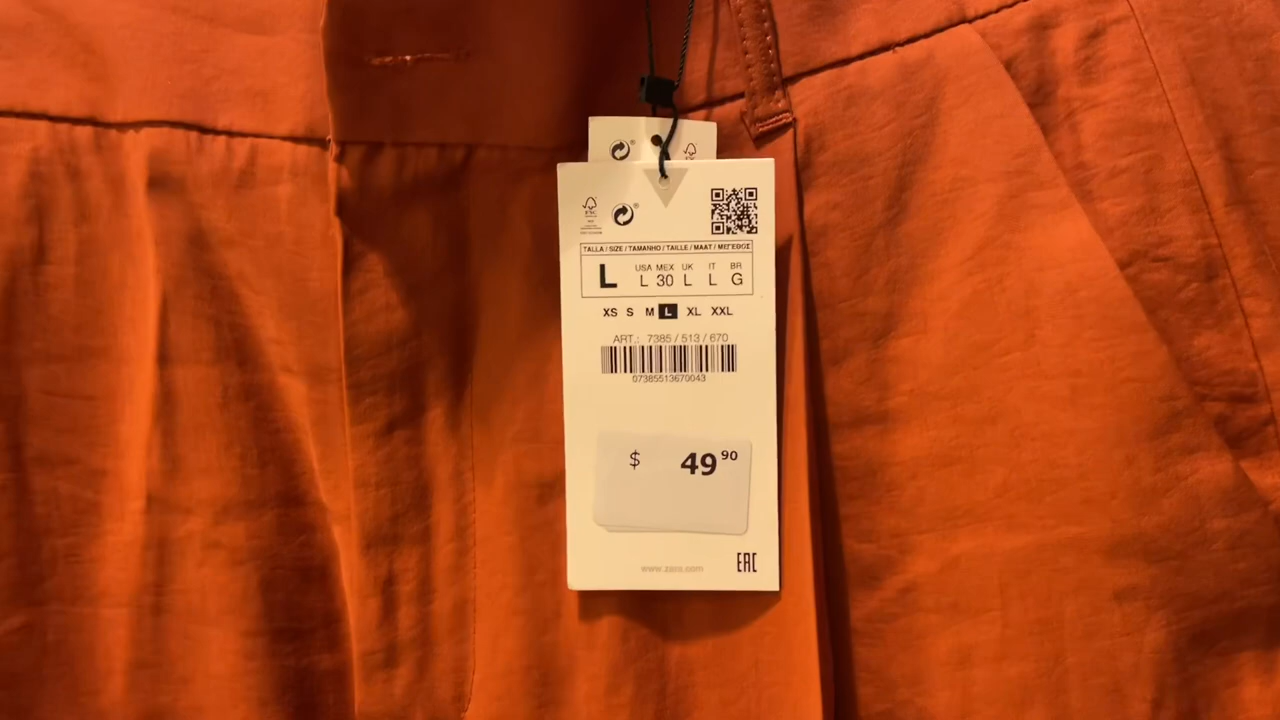 TALLA / SIZE / TAMANHO / TAILLE / MAAT / ΜΕΓΕΘΟΣ
L
USA MEX UK IT BR
L 30 L L G
XS S M L XL XXL
ART.: 7385 / 513 / 670
07385513670043
$ 49 90
www.zara.com
EAC